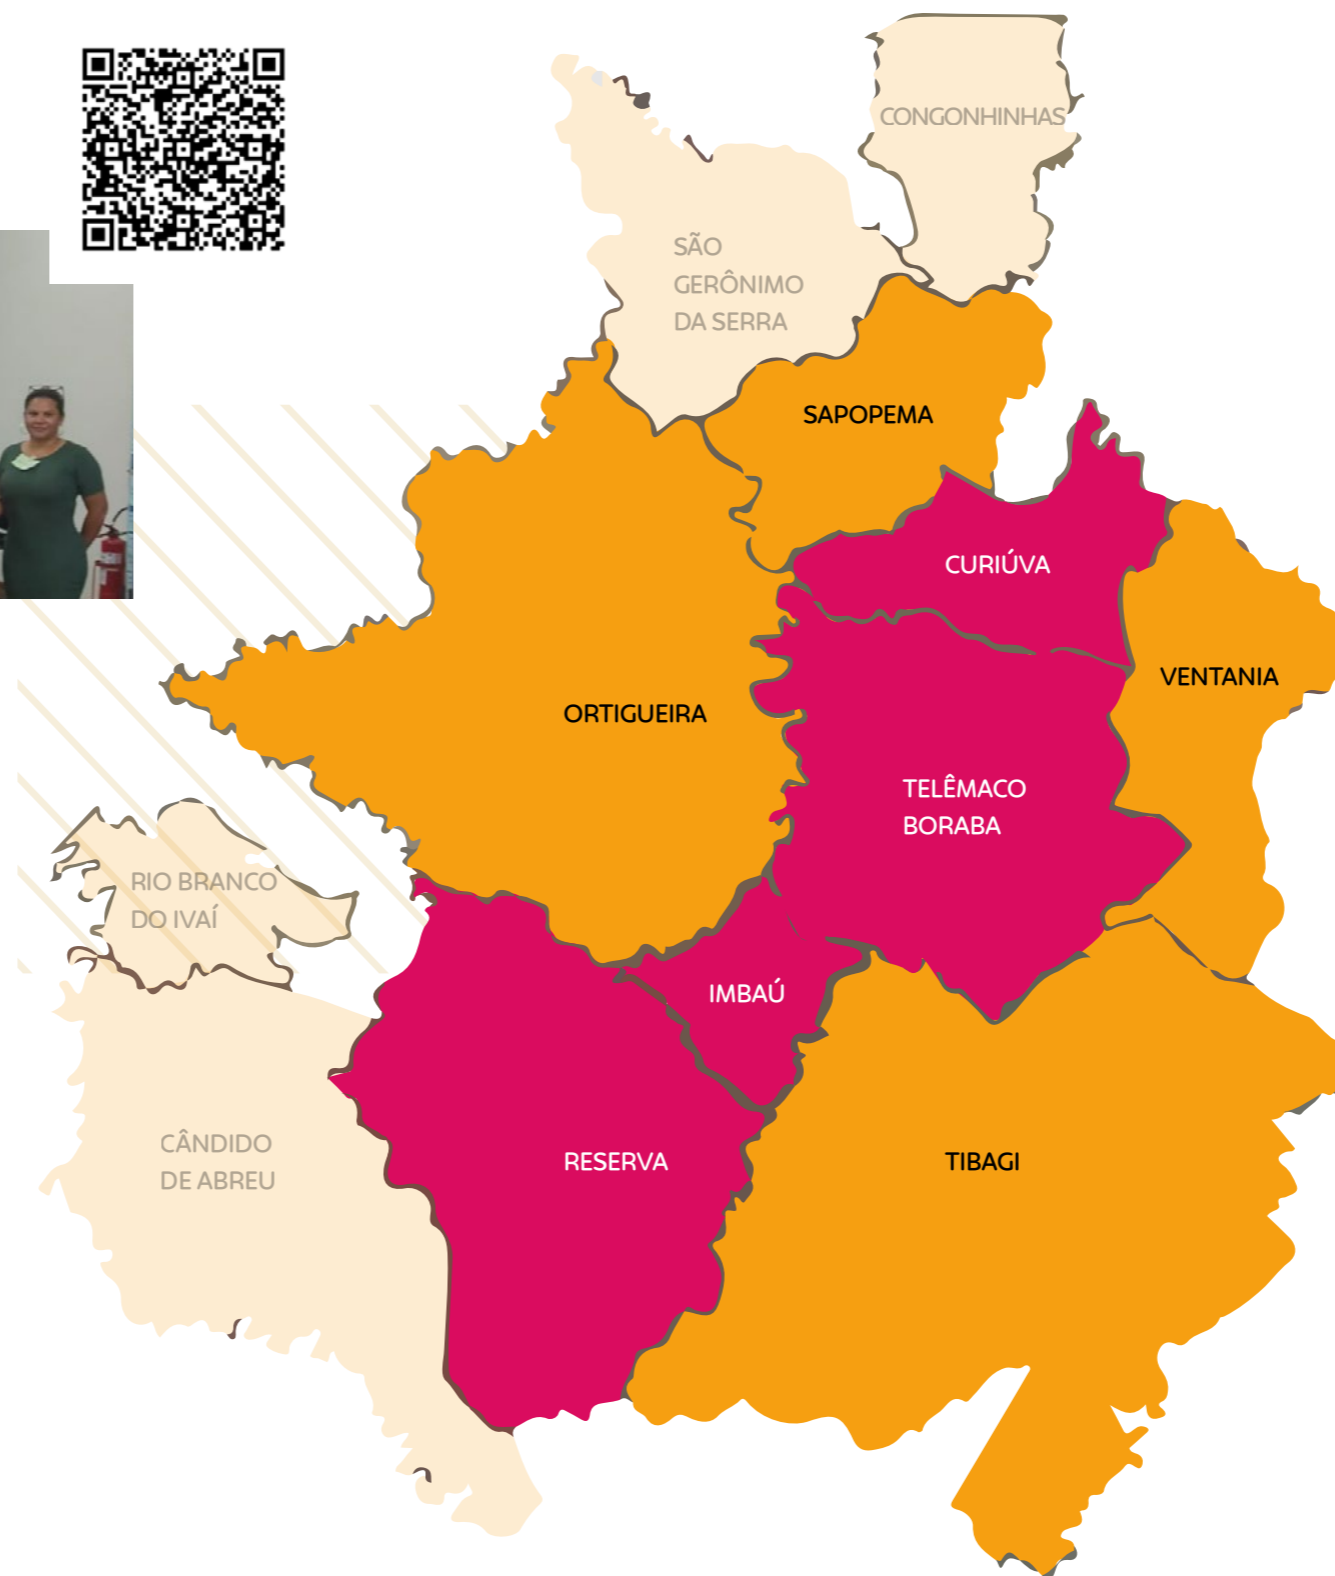 CONGONHINHAS
SÃO
GERÔNIMO
DA SERRA
SAPOPEMA
CURIÚVA
VENTANIA
ORTIGUEIRA
TELÊMACO
BORABA
RIO BRANCO
DO IVAÍ
IMBAÚ
CÂNDIDO
DE ABREU
RESERVA
TIBAGI